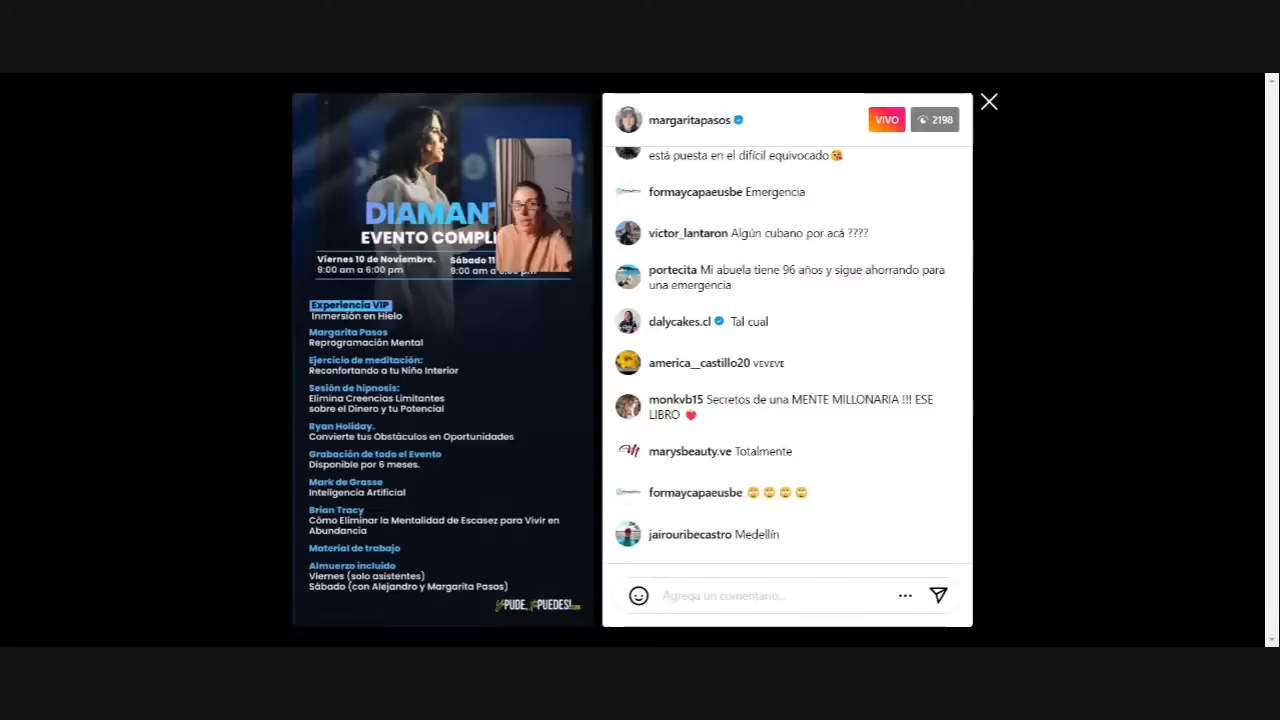 DIAMANT
EVENTO COMPL
Viernes 10 de Noviembre.
9:00 am a 6:00 pm
Sábado 11
9:00 am a 6:00 pm
Experiencia VIP
Inmersión en Hielo
Margarita Pasos
Reprogramación Mental
Ejercicio de meditación:
Reconfortando a tu Niño Interior
Sesión de hipnosis:
Elimina Creencias Limitantes
sobre el Dinero y tu Potencial
Ryan Holiday.
Convierte tus Obstáculos en Oportunidades
Grabación de todo el Evento
Disponible por 6 meses.
Mark de Grasse
Inteligencia Artificial
Brian Tracy
Cómo Eliminar la Mentalidad de Escasez para Vivir en
Abundancia
Material de trabajo
Almuerzo incluido
Viernes (solo asistentes)
Sábado (con Alejandro y Margarita Pasos)
PUDE, PUEDES!.com
margaritapasos
VIVO
2198
está puesta en el difícil equivocado😘
formaycapaeusbe Emergencia
victor_lantaron Algún cubano por acá ????
portecita Mi abuela tiene 96 años y sigue ahorrando para
una emergencia
dalycakes.cl Tal cual
america__castillo20 VEVEVE
monkvb15 Secretos de una MENTE MILLONARIA !!! ESE
LIBRO ❤️
marysbeauty.ve Totalmente
formaycapaeusbe 🙄🙄🙄🙄
jairouribecastro Medellín
Agrega un comentario...